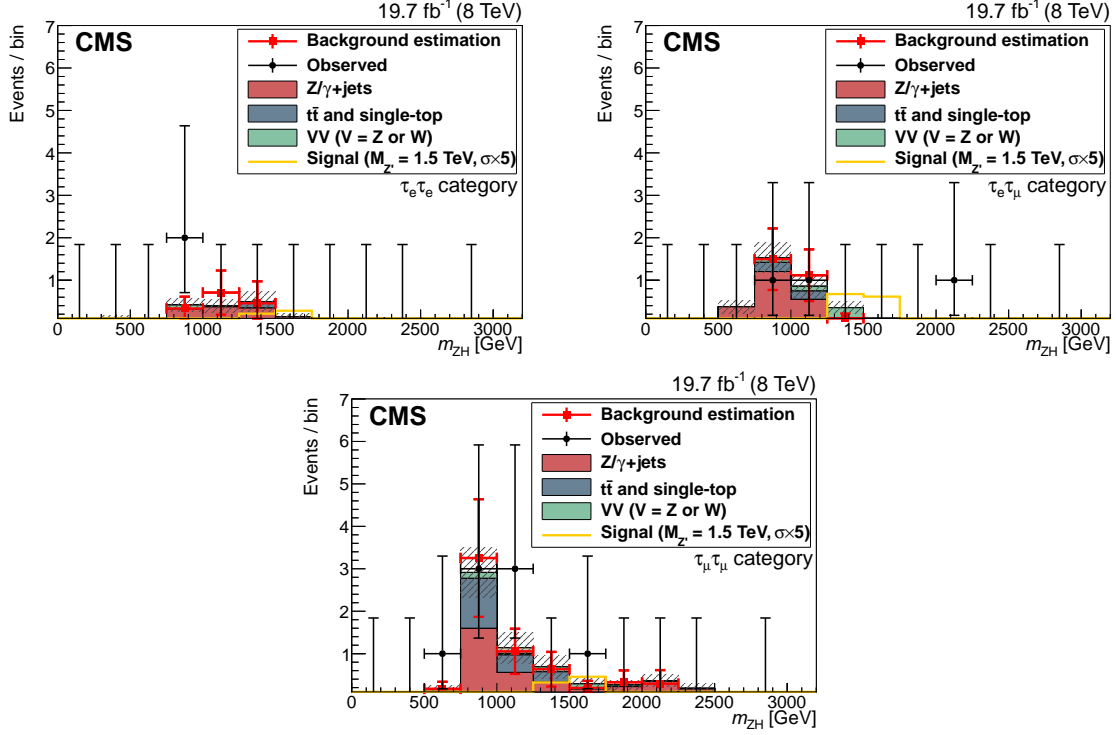 19.7 fb⁻¹ (8 TeV)
Events / bin
7
6
5
4
3
2
1
CMS
Background estimation
Observed
Z/γ+jets
tt̄ and single-top
VV (V = Z or W)
Signal (M_Z' = 1.5 TeV, σ×5)
τ_eτ_e category
0 500 1000 1500 2000 2500 3000
m_ZH [GeV]
19.7 fb⁻¹ (8 TeV)
Events / bin
7
6
5
4
3
2
1
CMS
Background estimation
Observed
Z/γ+jets
tt̄ and single-top
VV (V = Z or W)
Signal (M_Z' = 1.5 TeV, σ×5)
τ_eτ_μ category
0 500 1000 1500 2000 2500 3000
m_ZH [GeV]
19.7 fb⁻¹ (8 TeV)
Events / bin
7
6
5
4
3
2
1
CMS
Background estimation
Observed
Z/γ+jets
tt̄ and single-top
VV (V = Z or W)
Signal (M_Z' = 1.5 TeV, σ×5)
τ_μτ_μ category
0 500 1000 1500 2000 2500 3000
m_ZH [GeV]